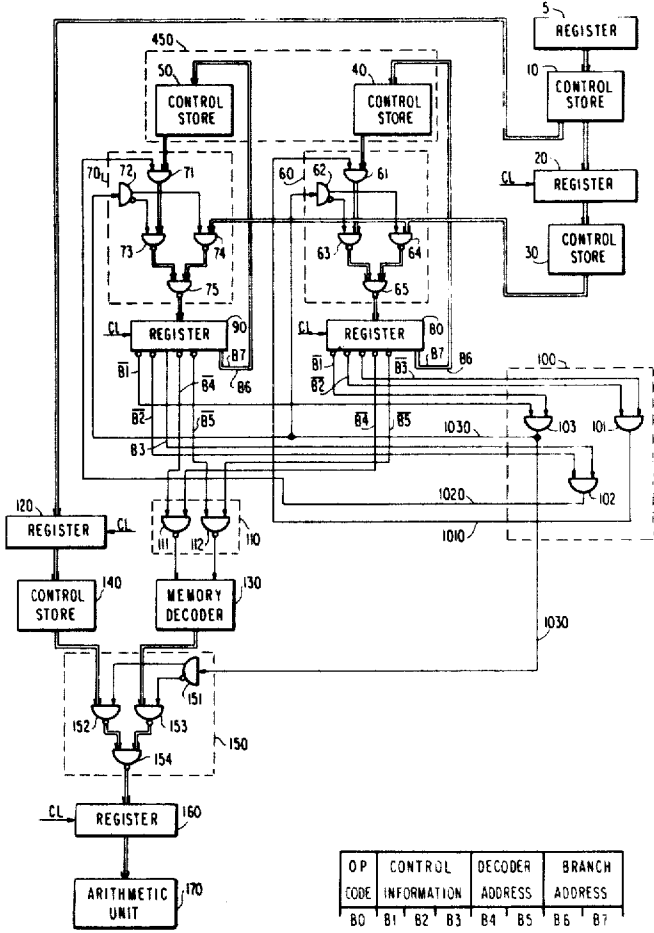 5
REGISTER
450
50
40
10
CONTROL
STORE
CONTROL
STORE
CONTROL
STORE
70
72
71
60
62
61
20
CL
REGISTER
73
74
63
64
CONTROL
STORE
30
75
65
CL
REGISTER
90
CL
REGISTER
80
B7
B6
B7
B6
B1
B2
B3
B4
B5
B1
B2
B3
B4
B5
100
1030
103
101
102
1020
1010
120
REGISTER
CL
111
112
110
140
CONTROL
STORE
MEMORY
DECODER
130
1030
151
152
153
150
154
CL
REGISTER
160
ARITHMETIC
UNIT
170
OP
CODE
CONTROL
INFORMATION
DECODER
ADDRESS
BRANCH
ADDRESS
B0 B1 B2 B3 B4 B5 B6 B7